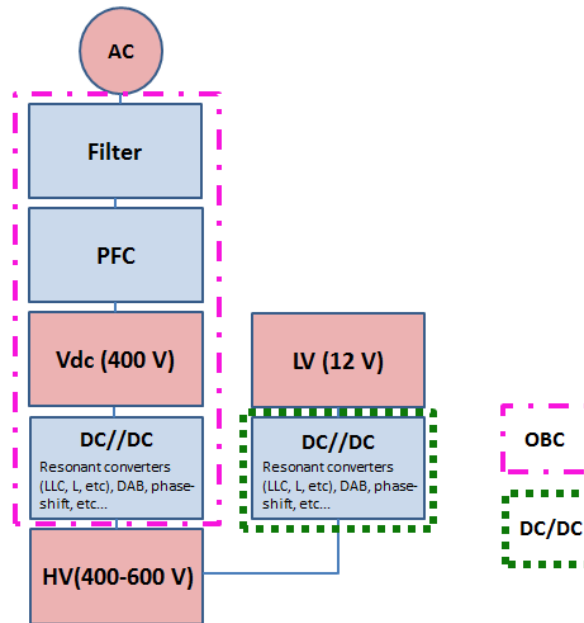 AC
Filter
PFC
Vdc (400 V)
LV (12 V)
DC//DC
Resonant converters
(LLC, L, etc), DAB, phase-
shift, etc...
DC//DC
Resonant converters
(LLC, L, etc), DAB, phase-
shift, etc...
HV(400-600 V)
OBC
DC/DC